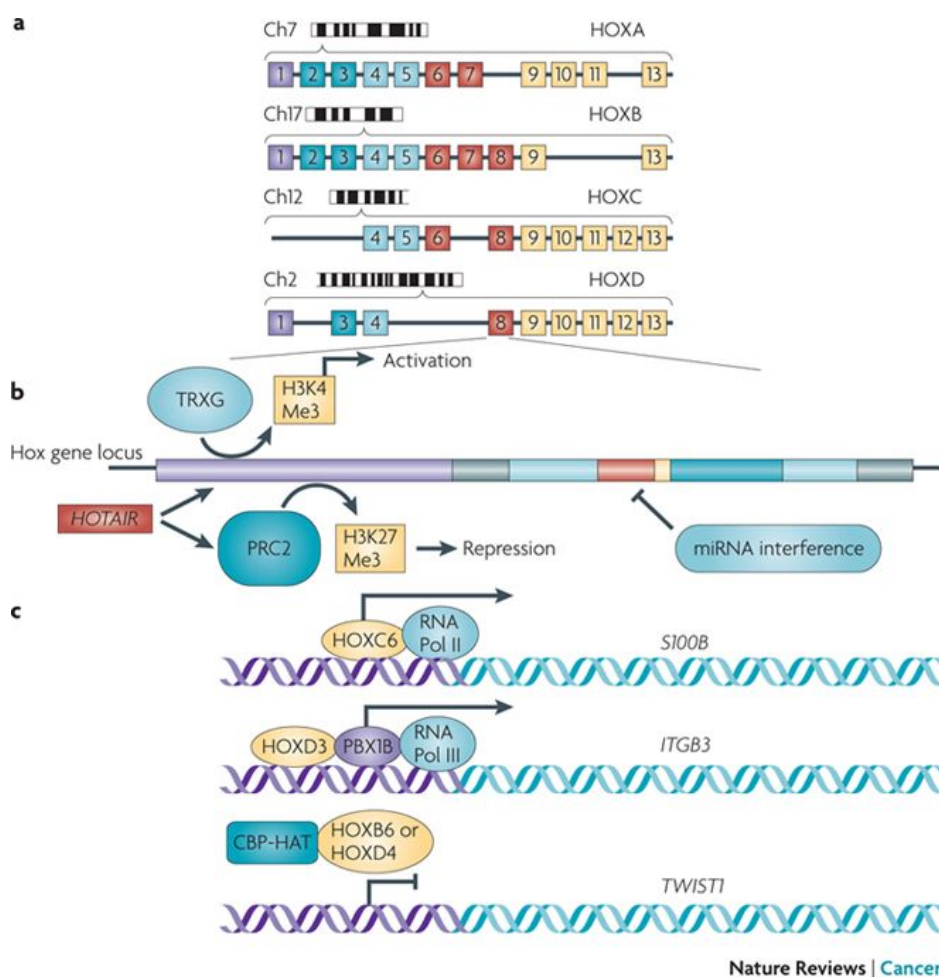 a
Ch7 HOXA
1 2 3 4 5 6 7 9 10 11 13
Ch17 HOXB
1 2 3 4 5 6 7 8 9 13
Ch12 HOXC
4 5 6 8 9 10 11 12 13
Ch2 HOXD
1 3 4 8 9 10 11 12 13
b
TRXG
H3K4
Me3
Activation
Hox gene locus
HOTAIR
PRC2
H3K27
Me3
Repression
miRNA interference
c
HOXC6
RNA
Pol II
S100B
HOXD3
PBX1B
RNA
Pol III
ITGB3
CBP-HAT
HOXB6 or
HOXD4
TWIST1
Nature Reviews | Cancer